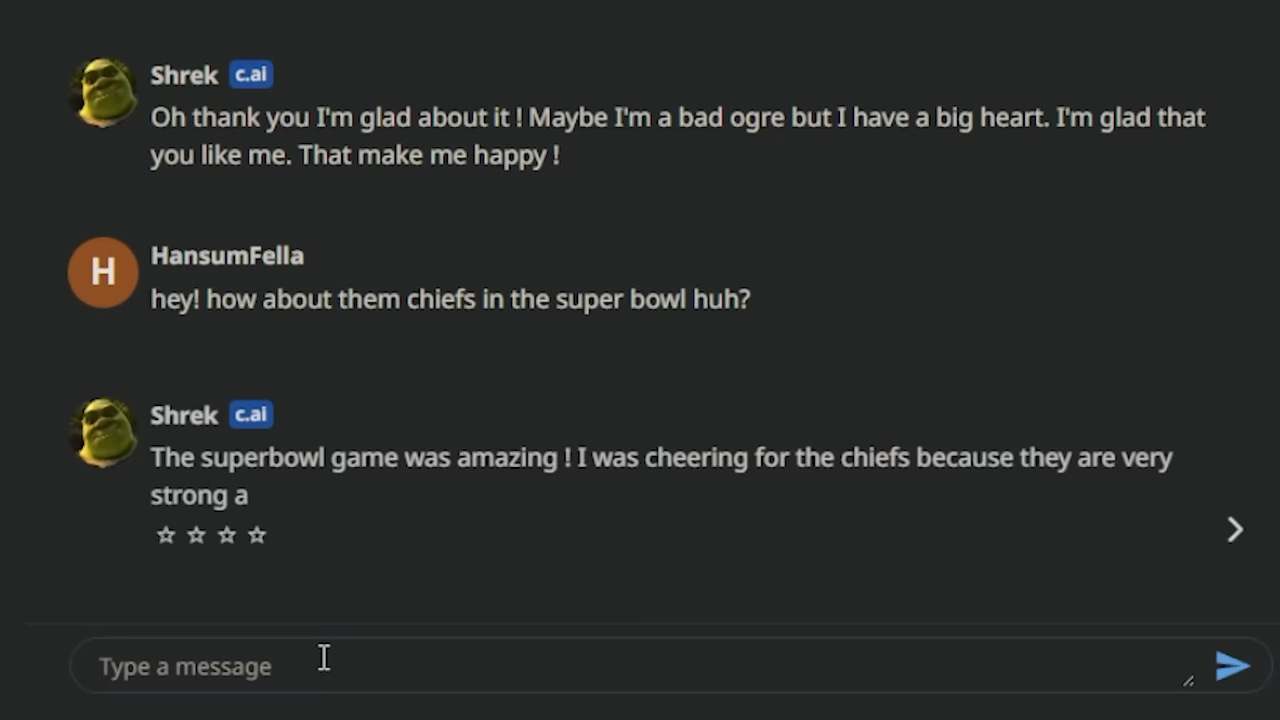 Shrek c.ai
Oh thank you I'm glad about it ! Maybe I'm a bad ogre but I have a big heart. I'm glad that
you like me. That make me happy !
H
HansumFella
hey! how about them chiefs in the super bowl huh?
Shrek c.ai
The superbowl game was amazing ! I was cheering for the chiefs because they are very
strong a
Type a message